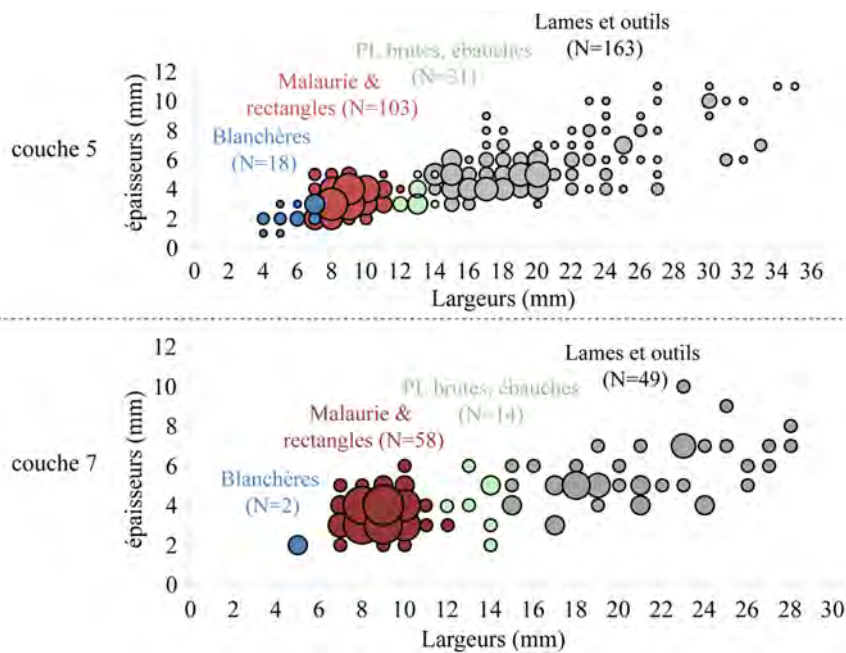 Lames et outils
(N=163)
PL brutes, ébauches
(N=31)
Malaurie &
rectangles (N=103)
Blanchères
(N=18)
couche 5
épaisseurs (mm)
12
10
8
6
4
2
0
0 2 4 6 8 10 12 14 16 18 20 22 24 26 28 30 32 34 36
Largeurs (mm)
Lames et outils
(N=49)
PL brutes, ébauches
(N=14)
Malaurie &
rectangles (N=58)
Blanchères
(N=2)
couche 7
épaisseurs (mm)
12
10
8
6
4
2
0
0 2 4 6 8 10 12 14 16 18 20 22 24 26 28 30
Largeurs (mm)